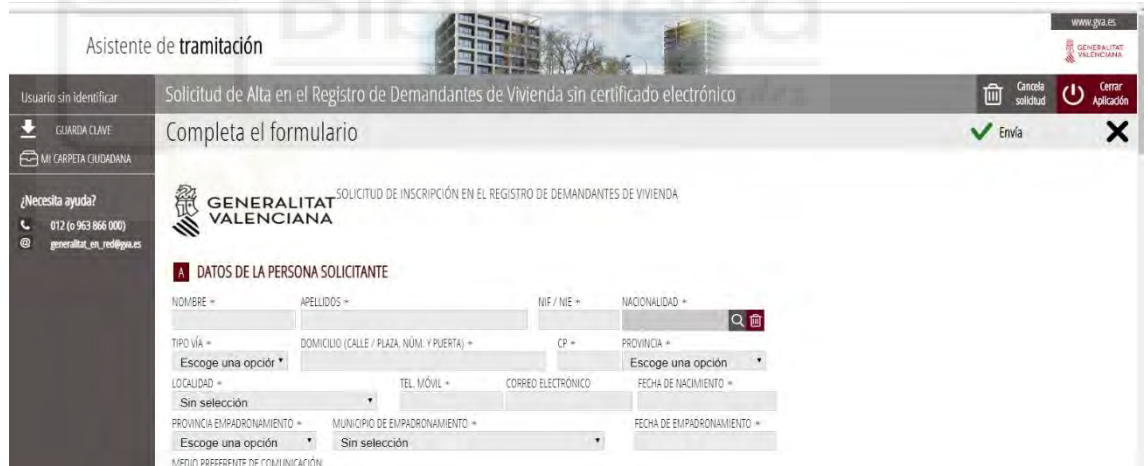 Biblioteca
www.gva.es
Asistente de tramitación
GENERALITAT
VALENCIANA
Usuario sin identificar
Solicitud de Alta en el Registro de Demandantes de Vivienda sin certificado electrónico
Cancela
solicitud
Cerrar
Aplicación
GUARDA CLAVE
Completa el formulario
Envía
MI CARPETA CIUDADANA
¿Necesita ayuda?
012 (o 963 866 000)
@ generalitat_en_red@gva.es
GENERALITAT
VALENCIANA
SOLICITUD DE INSCRIPCIÓN EN EL REGISTRO DE DEMANDANTES DE VIVIENDA
A DATOS DE LA PERSONA SOLICITANTE
NOMBRE * APELLIDOS * NIF / NIE * NACIONALIDAD *
TIPO VÍA * DOMICILIO (CALLE / PLAZA, NÚM. Y PUERTA) * CP * PROVINCIA *
Escoge una opción Escoge una opción
LOCALIDAD * TEL. MÓVIL * CORREO ELECTRÓNICO FECHA DE NACIMIENTO *
Sin selección
PROVINCIA EMPADRONAMIENTO * MUNICIPIO DE EMPADRONAMIENTO * FECHA DE EMPADRONAMIENTO *
Escoge una opción Sin selección
MEDIO PREFERENTE DE COMUNICACIÓN